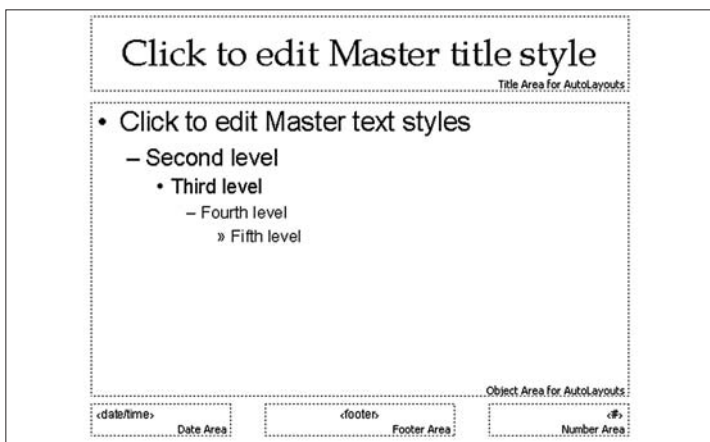 Click to edit Master title style
Title Area for AutoLayouts
• Click to edit Master text styles
– Second level
• Third level
– Fourth level
» Fifth level
Object Area for AutoLayouts
<date/time>
Date Area
<footer>
Footer Area
<#>
Number Area